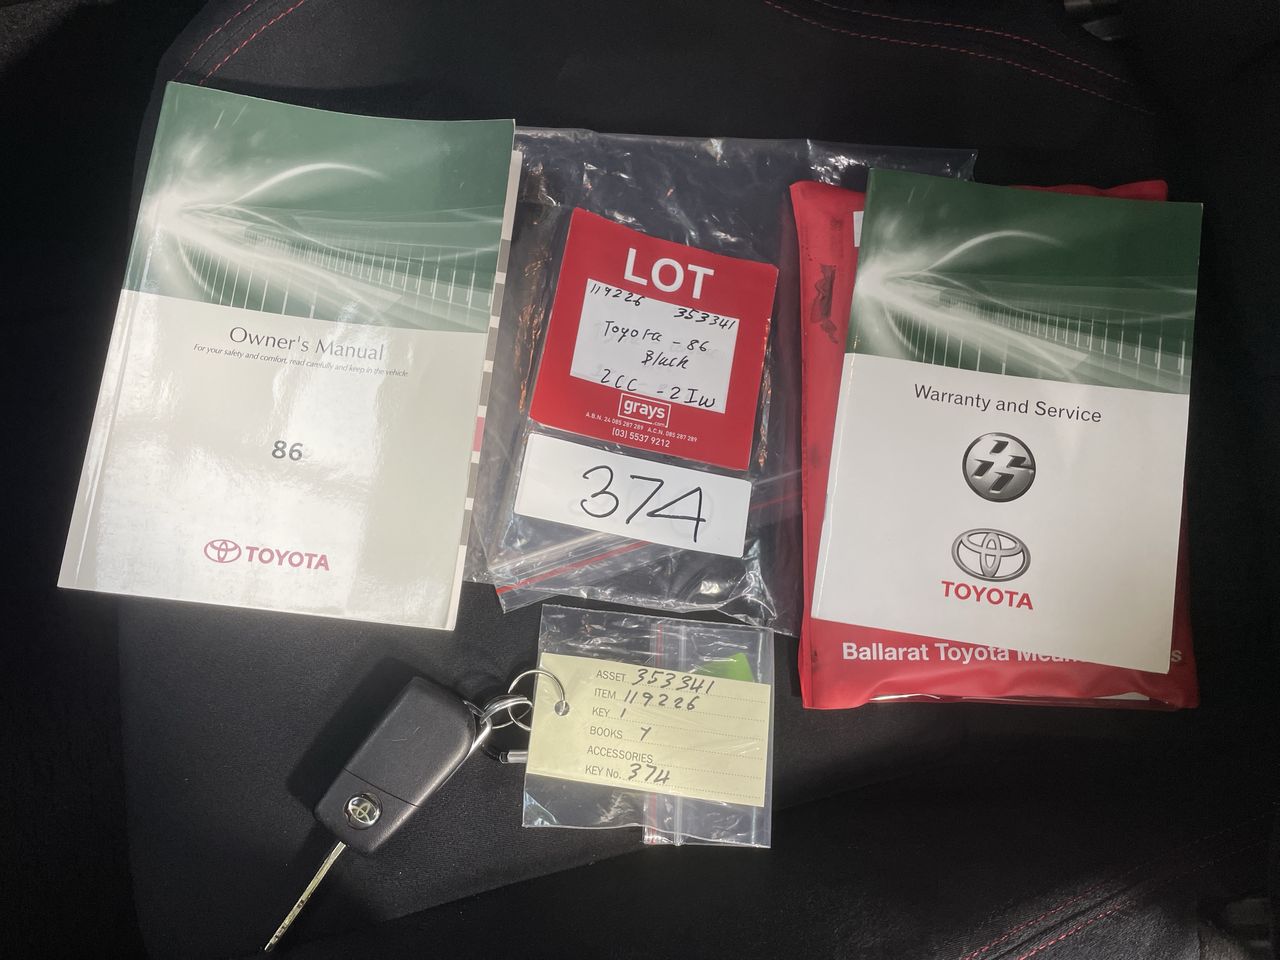 Owner's Manual
For your safety and comfort, read carefully and keep in the vehicle.
86
TOYOTA
LOT
119226 353341
Toyota - 86
Black
2CC - 2IW
grays
.com
A.B.N. 24 085 287 289 A.C.N. 085 287 289
(03) 5537 9212
374
Warranty and Service
TOYOTA
Ballarat Toyota
ASSET 353341
ITEM 119226
KEY 1
BOOKS Y
ACCESSORIES
KEY No. 374